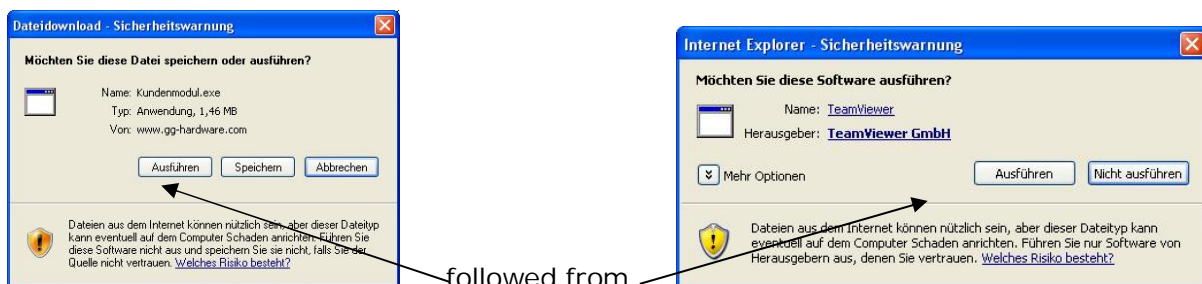 Dateidownload - Sicherheitswarnung
Möchten Sie diese Datei speichern oder ausführen?
Name: Kundenmodul.exe
Typ: Anwendung, 1,46 MB
Von: www.gg-hardware.com
Ausführen Speichern Abbrechen
Dateien aus dem Internet können nützlich sein, aber dieser Dateityp
kann eventuell auf dem Computer Schaden anrichten. Führen Sie
diese Software nicht aus und speichern Sie sie nicht, falls Sie der
Quelle nicht vertrauen. Welches Risiko besteht?
followed from
Internet Explorer - Sicherheitswarnung
Möchten Sie diese Software ausführen?
Name: TeamViewer
Herausgeber: TeamViewer GmbH
Mehr Optionen
Ausführen Nicht ausführen
Dateien aus dem Internet können nützlich sein, aber dieser Dateityp kann
eventuell auf dem Computer Schaden anrichten. Führen Sie nur Software von
Herausgebern aus, denen Sie vertrauen. Welches Risiko besteht?